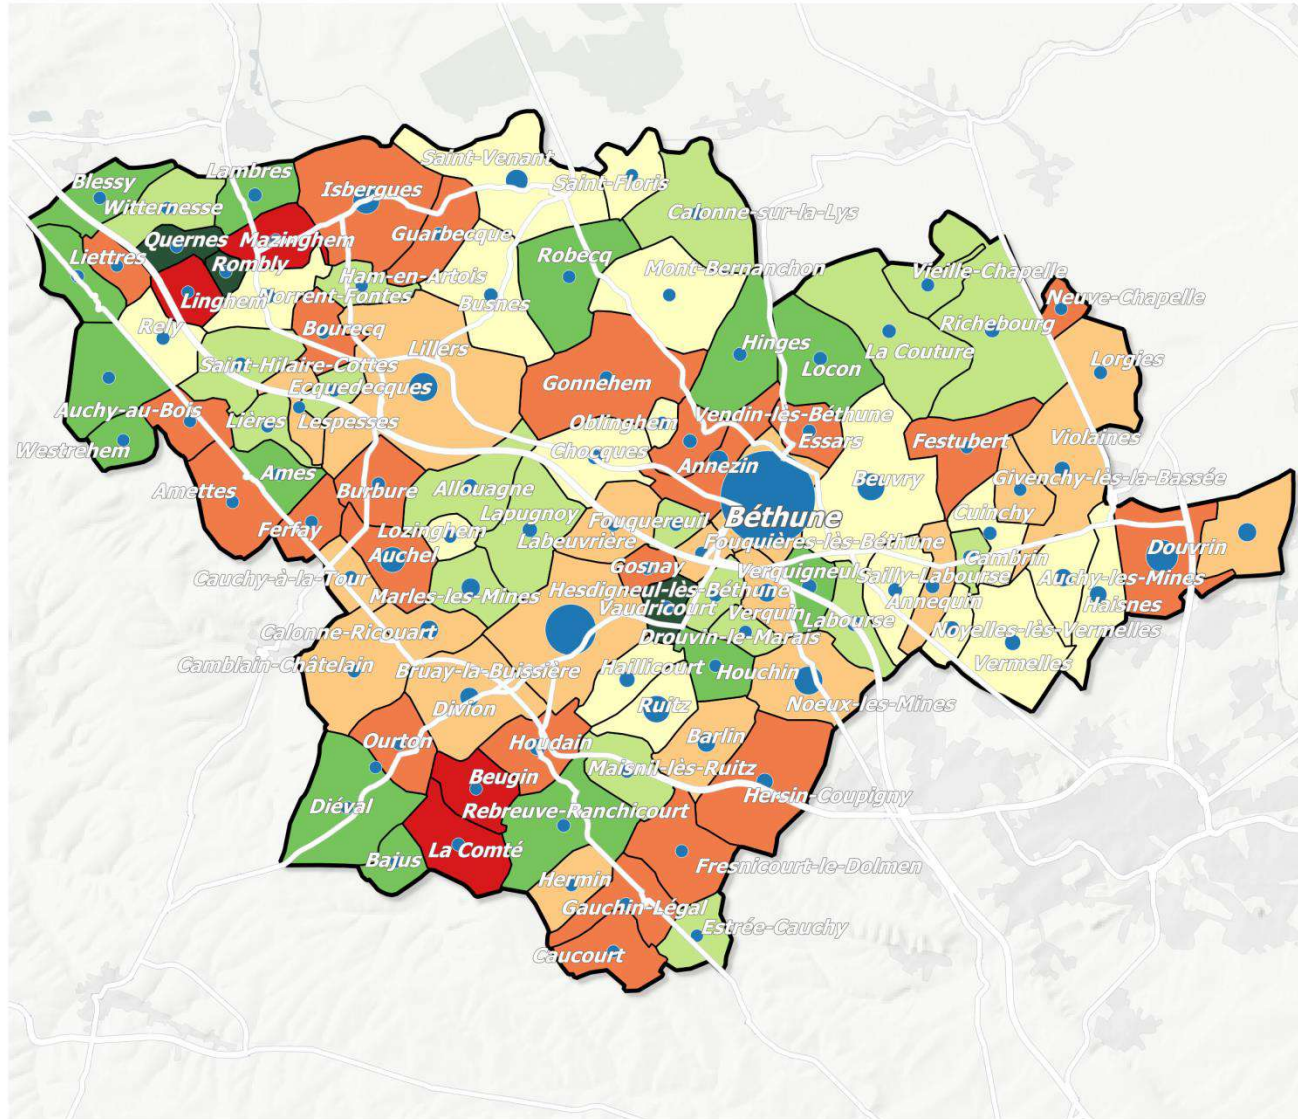 Saint-Venant
Lambres
Blessy
Isbergues
Saint-Floris
Witternesse
Calonne-sur-la-Lys
Guarbecque
Quernes
Mazinghem
Liettres
Rombly
Robecq
Mont-Bernanchon
Vieille-Chapelle
Ham-en-Artois
Linghem
Norrent-Fontes
Busnes
Neuve-Chapelle
Rely
Bourecq
Richebourg
Hinges
La Couture
Lillers
Lorgies
Saint-Hilaire-Cottes
Locon
Gonnehem
Ecquedecques
Auchy-au-Bois
Lières
Lespesses
Oblinghem
Vendin-lès-Béthune
Violaines
Westrehem
Essars
Festubert
Chocques
Annezin
Ames
Givenchy-lès-la-Bassée
Amettes
Burbure
Allouagne
Beuvry
Lapugnoy
Cuinchy
Béthune
Ferfay
Lozinghem
Fouquereuil
Labeuvrière
Fouquières-lès-Béthune
Douvrin
Auchel
Cambrin
Gosnay
Cauchy-à-la-Tour
Verquigneul
Sailly-Labourse
Auchy-les-Mines
Marles-les-Mines
Hesdigneul-lès-Béthune
Annequin
Haisnes
Vaudricourt
Verquin
Labourse
Calonne-Ricouart
Drouvin-le-Marais
Noyelles-lès-Vermelles
Camblain-Châtelain
Bruay-la-Buissière
Haillicourt
Houchin
Vermelles
Divion
Ruitz
Noeux-les-Mines
Ourton
Houdain
Barlin
Maisnil-lès-Ruitz
Beugin
Hersin-Coupigny
Diéval
Rebreuve-Ranchicourt
La Comté
Bajus
Fresnicourt-le-Dolmen
Hermin
Gauchin-Légal
Estrée-Cauchy
Caucourt